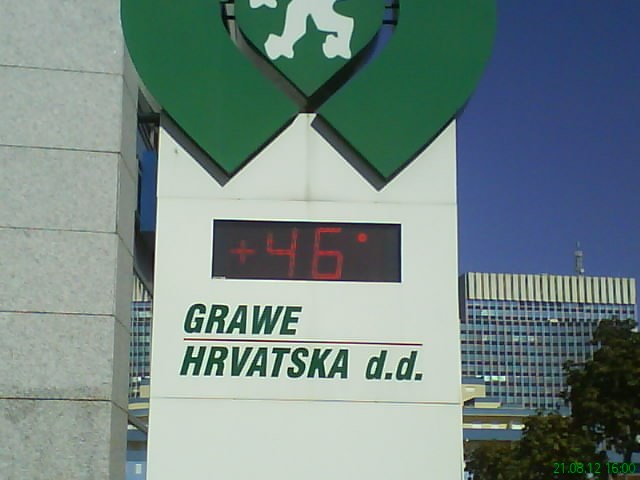 +46°
GRAWE
HRVATSKA d.d.
21.08.12 16:00